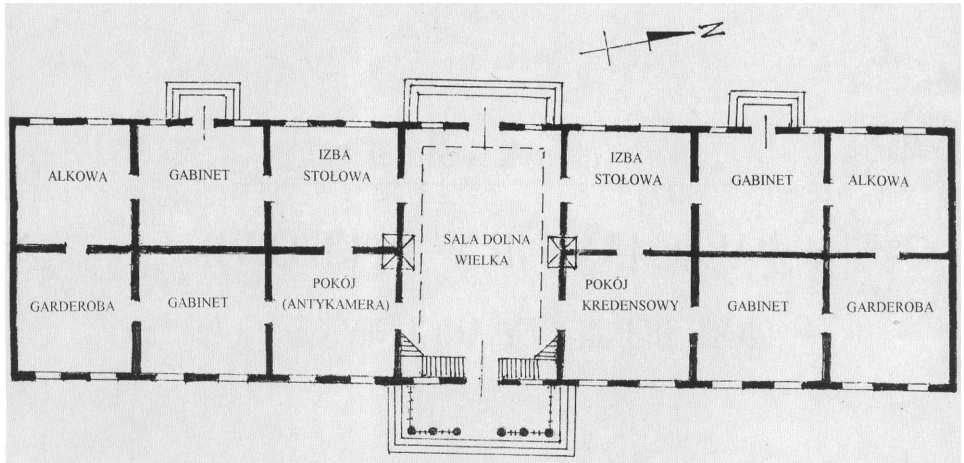 N
ALKOWA
GABINET
IZBA
STOŁOWA
SALA DOLNA
WIELKA
IZBA
STOŁOWA
GABINET
ALKOWA
GARDEROBA
GABINET
POKÓJ
(ANTYKAMERA)
POKÓJ
KREDENSOWY
GABINET
GARDEROBA